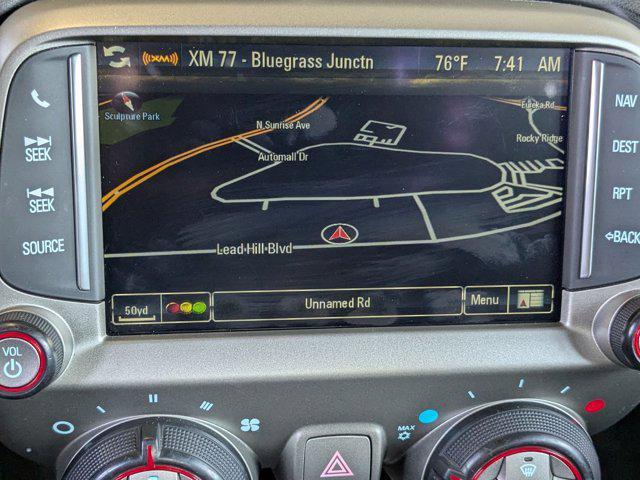 XM XM 77 - Bluegrass Junctn 76°F 7:41 AM
Sculpture Park
N Sunrise Ave
Automall Dr
Eureka Rd
Rocky Ridge
Lead Hill Blvd
50yd Unnamed Rd Menu
SEEK
SEEK
SOURCE
NAV
DEST
RPT
BACK
VOL
MAX